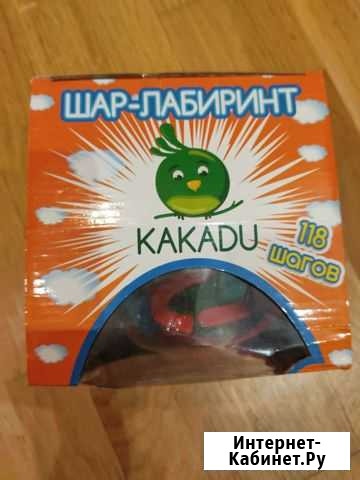 ШАР-ЛАБИРИНТ
KAKADU
118
шагов
Интернет-
Кабинет.Ру